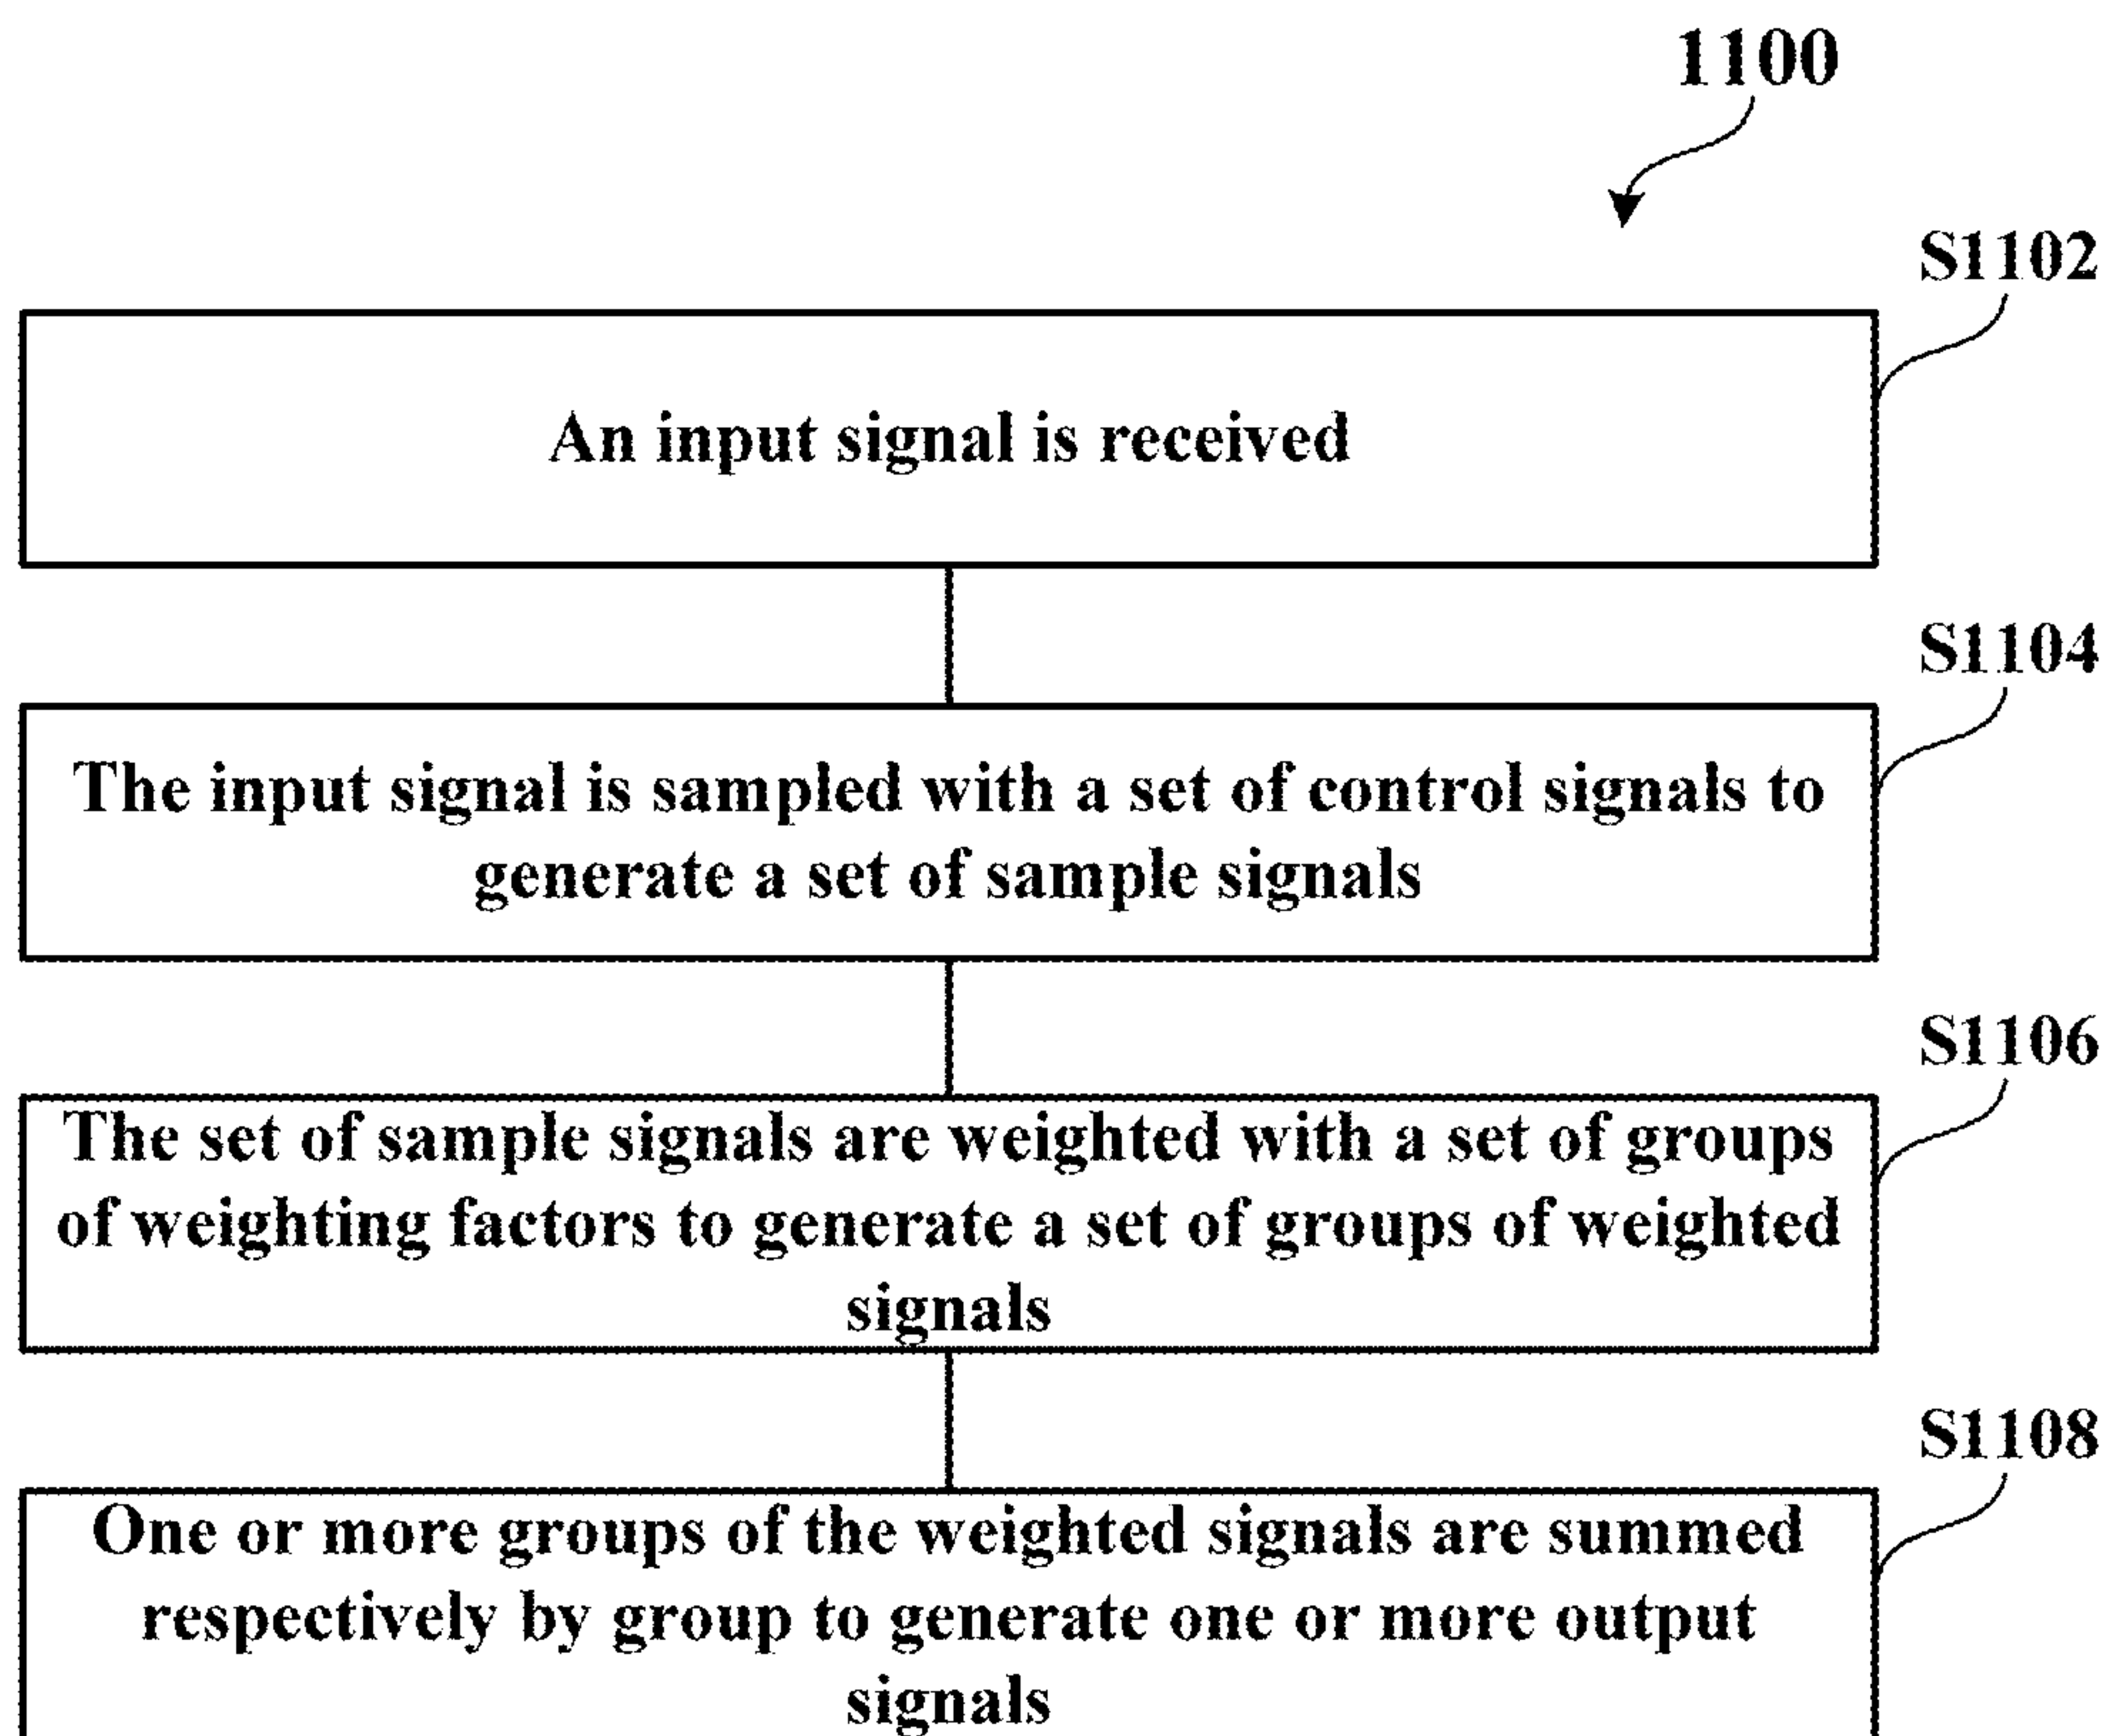 1100
S1102
An input signal is received
S1104
The input signal is sampled with a set of control signals to
generate a set of sample signals
S1106
The set of sample signals are weighted with a set of groups
of weighting factors to generate a set of groups of weighted
signals
S1108
One or more groups of the weighted signals are summed
respectively by group to generate one or more output
signals